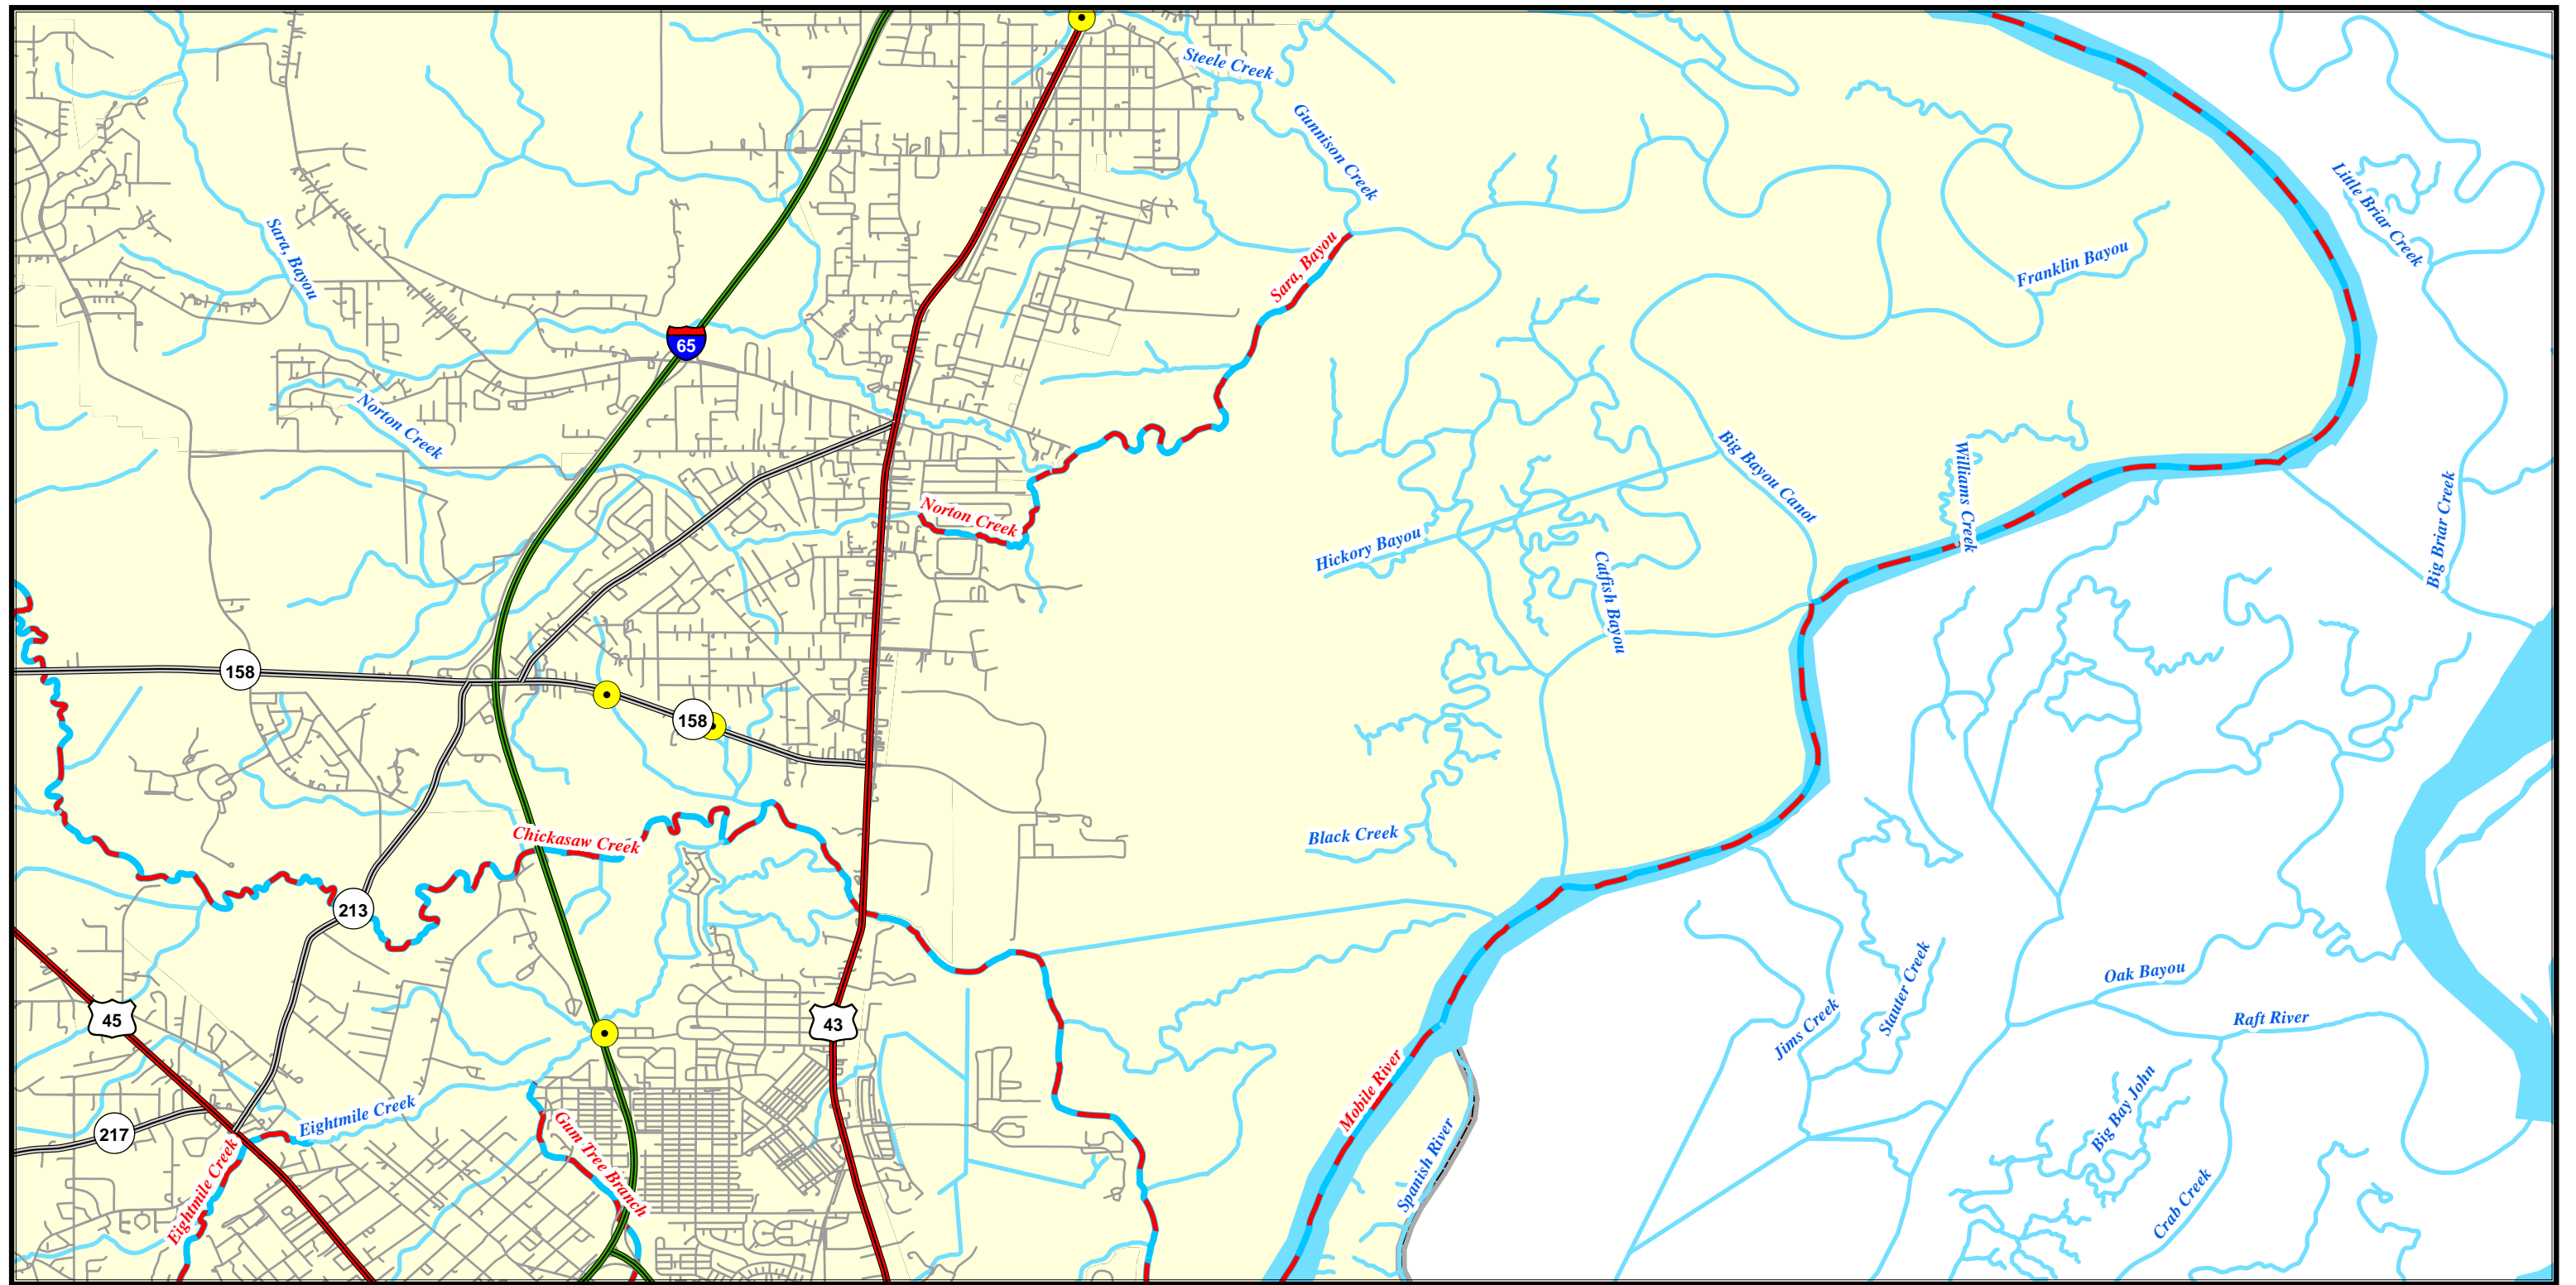 Steele Creek
Gunnison Creek
Little Briar Creek
Sara, Bayou
Sara, Bayou
Franklin Bayou
65
Norton Creek
Big Bayou Canot
Williams Creek
Big Briar Creek
Norton Creek
Hickory Bayou
Catfish Bayou
158
158
Chickasaw Creek
Black Creek
213
Oak Bayou
Stauter Creek
Raft River
45
43
Jims Creek
Mobile River
Big Bay John
Eightmile Creek
217
Gum Tree Branch
Spanish River
Eightmile Creek
Crab Creek